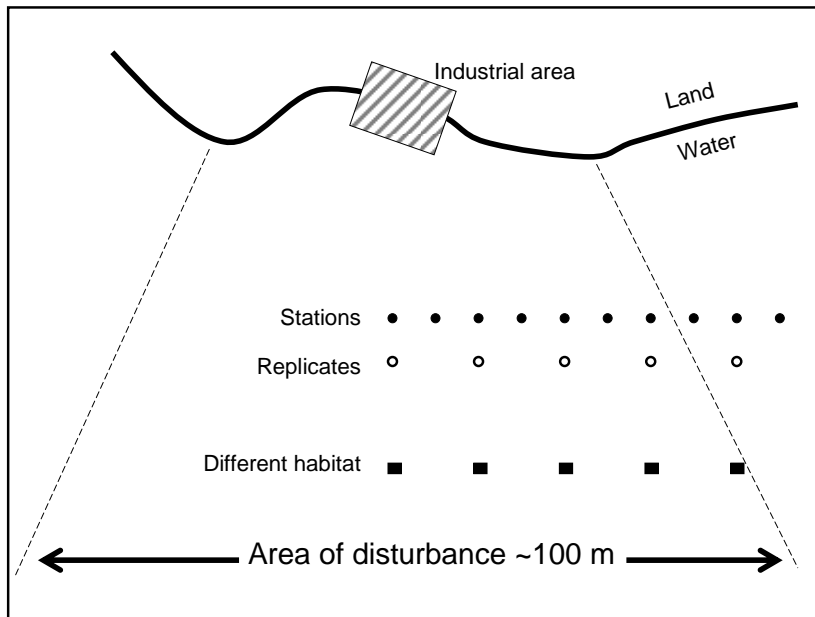 Industrial area
Land
Water
Stations
Replicates
Different habitat
Area of disturbance ~100 m